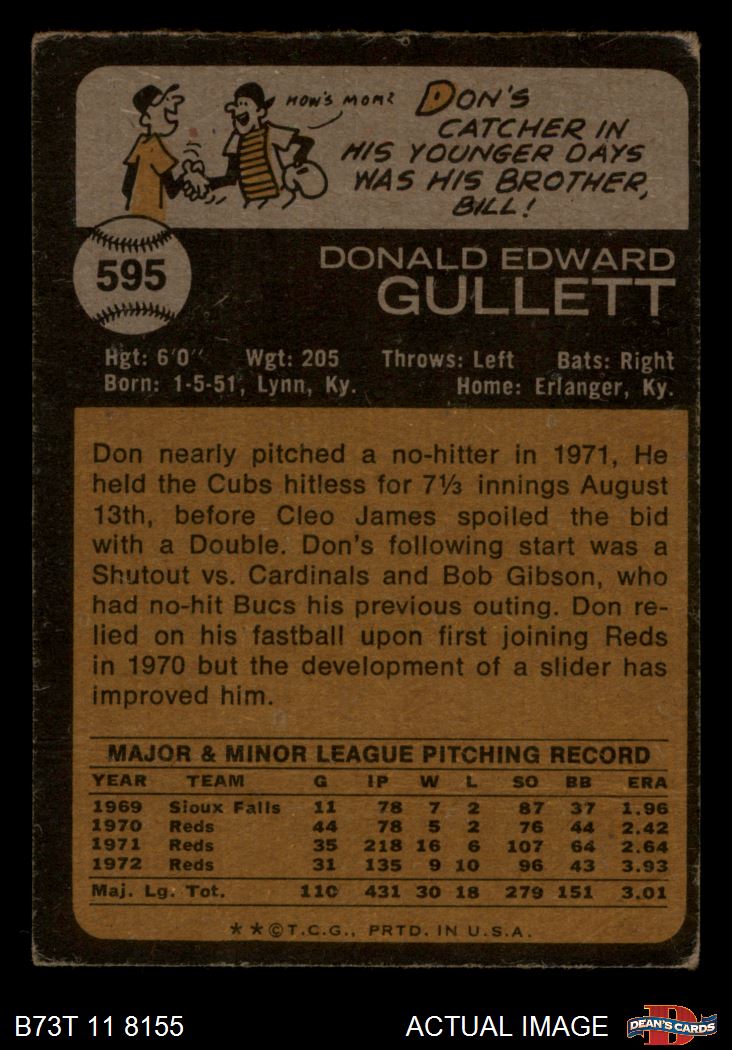 HOW'S MOM?
DON'S
CATCHER IN
HIS YOUNGER DAYS
WAS HIS BROTHER,
BILL!
595
DONALD EDWARD
GULLETT
Hgt: 6'0" Wgt: 205 Throws: Left Bats: Right
Born: 1-5-51, Lynn, Ky. Home: Erlanger, Ky.
Don nearly pitched a no-hitter in 1971, He
held the Cubs hitless for 7⅓ innings August
13th, before Cleo James spoiled the bid
with a Double. Don's following start was a
Shutout vs. Cardinals and Bob Gibson, who
had no-hit Bucs his previous outing. Don re-
lied on his fastball upon first joining Reds
in 1970 but the development of a slider has
improved him.
MAJOR & MINOR LEAGUE PITCHING RECORD
YEAR TEAM G IP W L SO BB ERA
1969 Sioux Falls 11 78 7 2 87 37 1.96
1970 Reds 44 78 5 2 76 44 2.42
1971 Reds 35 218 16 6 107 64 2.64
1972 Reds 31 135 9 10 96 43 3.93
Maj. Lg. Tot. 110 431 30 18 279 151 3.01
**©T.C.G., PRTD. IN U.S.A.
B73T 11 8155 ACTUAL IMAGE
D
DEAN'S CARDS